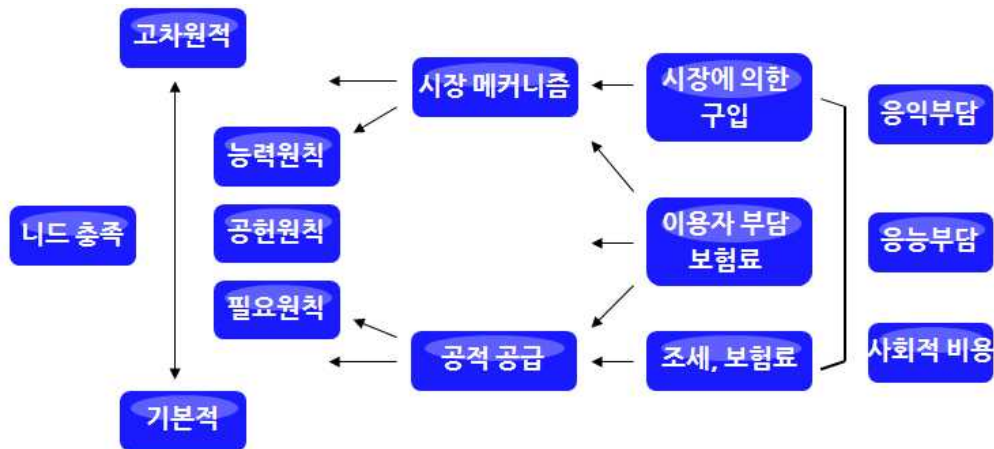 고차원적
시장 메커니즘
시장에 의한
구입
응익부담
능력원칙
니드 충족
공헌원칙
이용자 부담
보험료
응능부담
필요원칙
공적 공급
조세, 보험료
사회적 비용
기본적